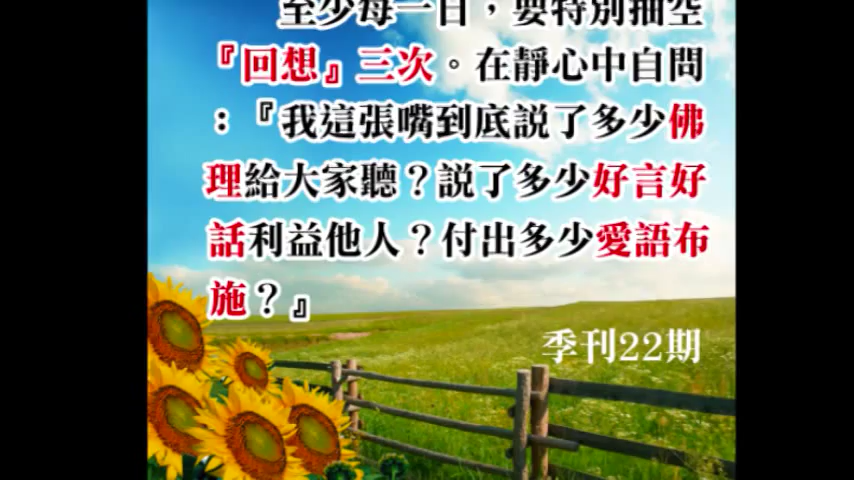 至少每一日，要特別抽空
『回想』三次。在靜心中自問
：『我這張嘴到底説了多少佛
理給大家聽？説了多少好言好
話利益他人？付出多少愛語布
施？』
季刊22期